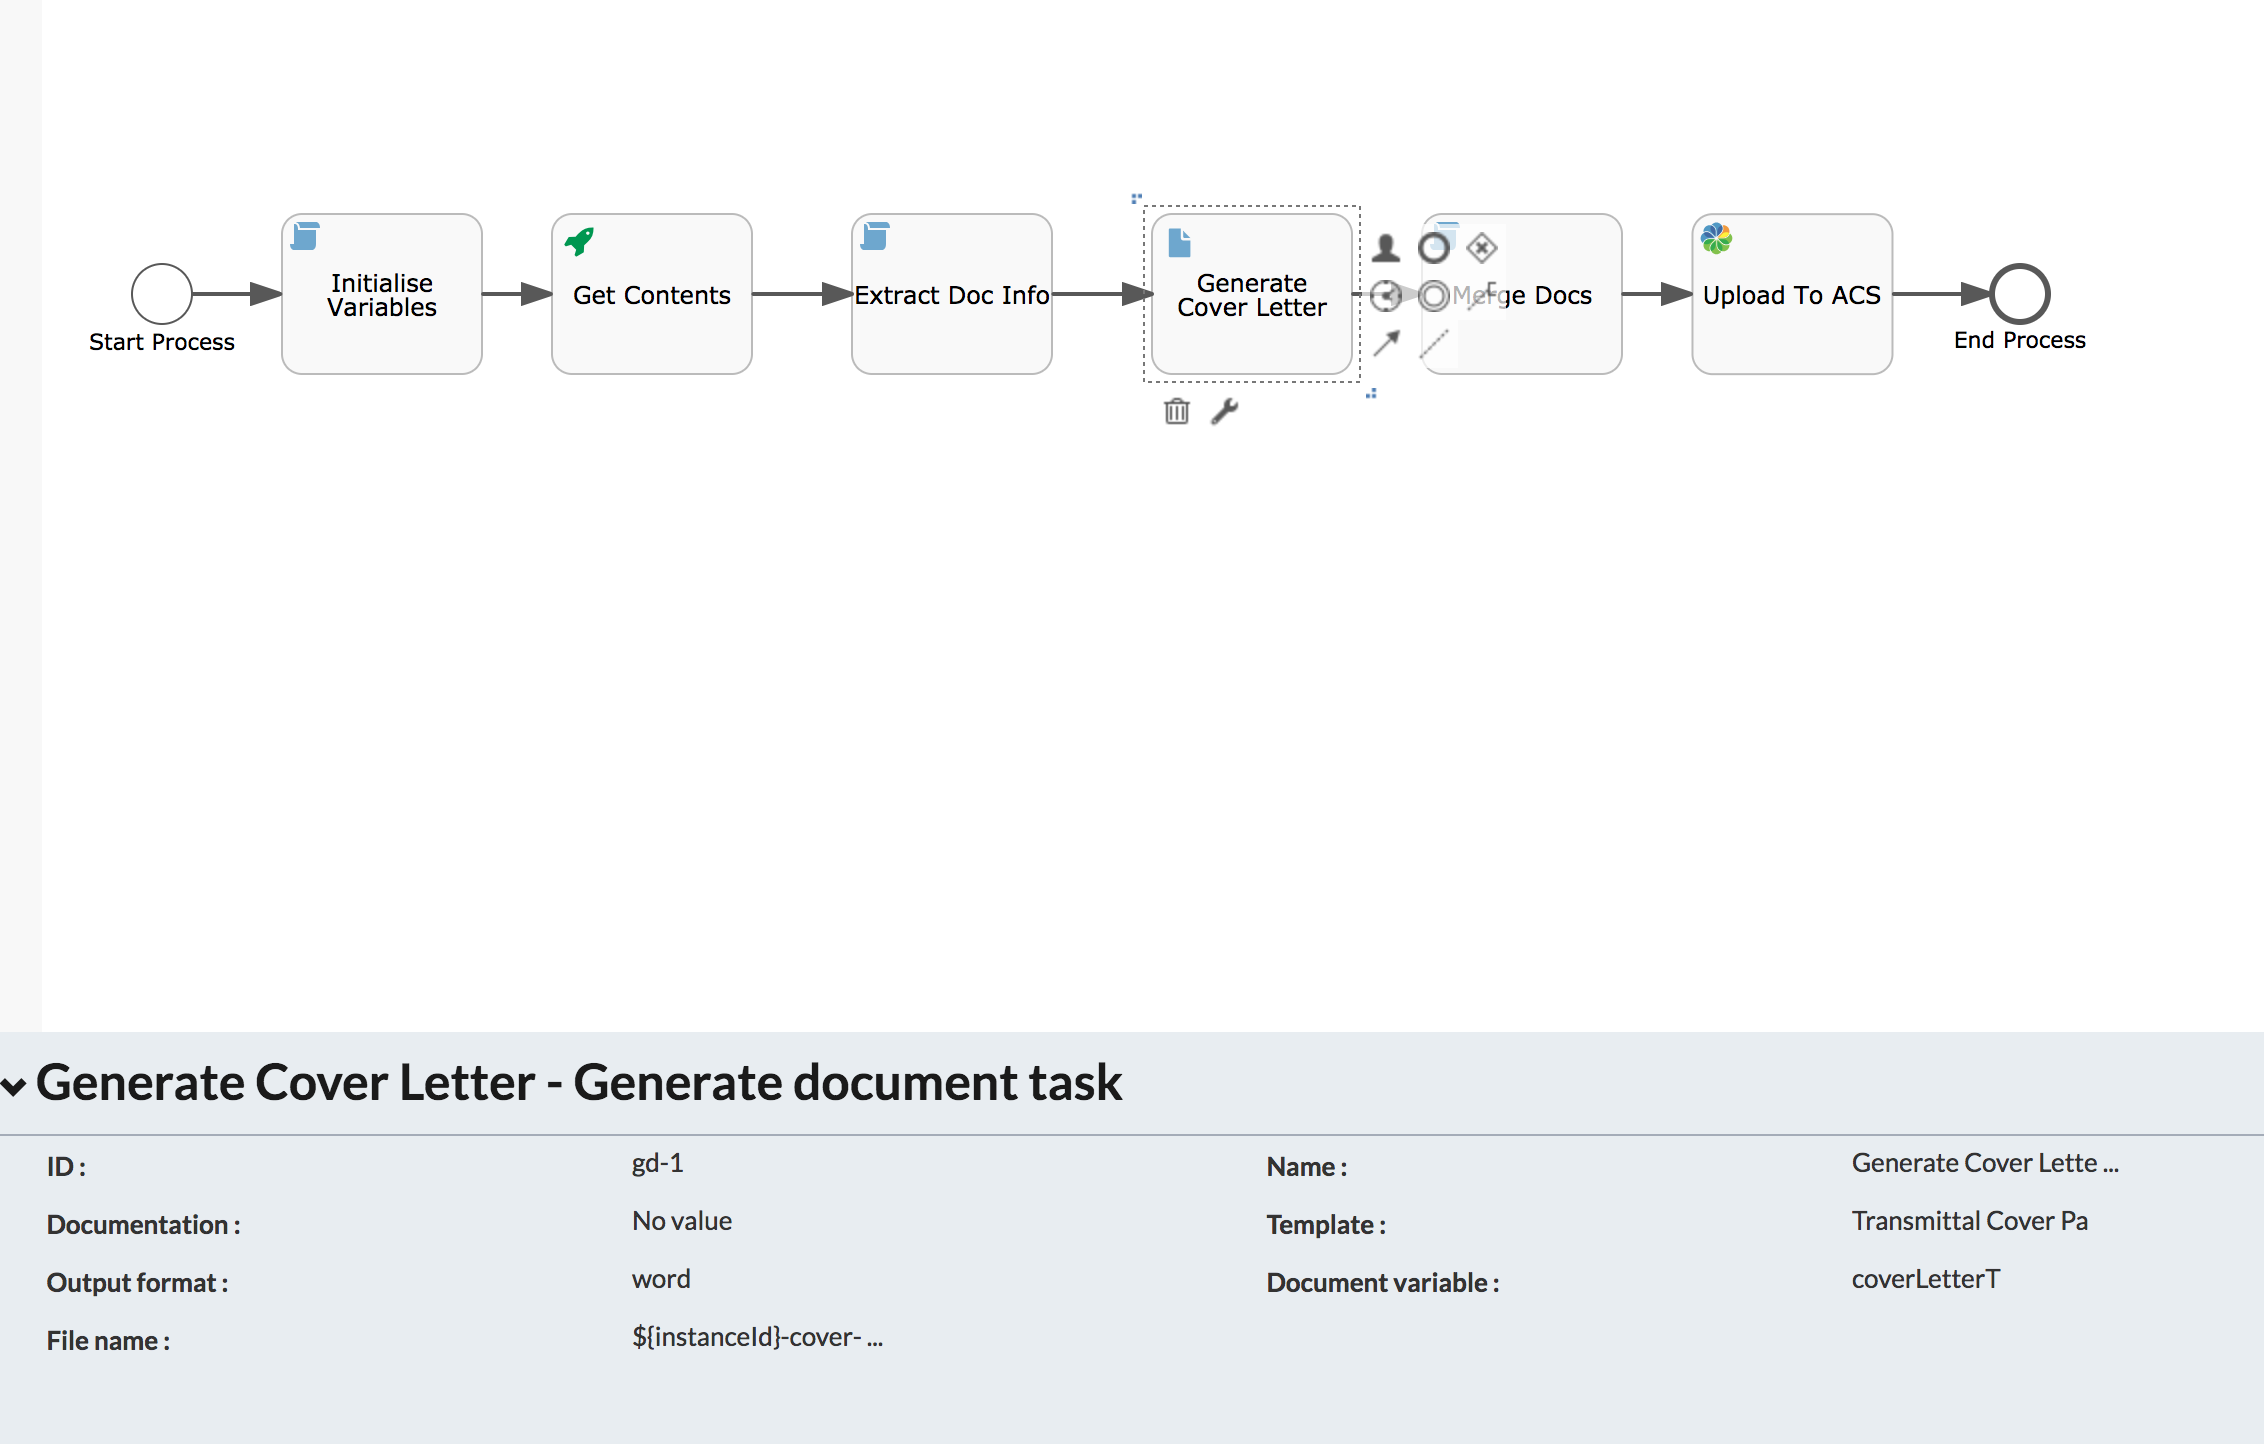 Start Process
Initialise
Variables
Get Contents
Extract Doc Info
Generate
Cover Letter
Merge Docs
Upload To ACS
End Process
Generate Cover Letter - Generate document task
ID :
gd-1
Name :
Generate Cover Lette ...
Documentation :
No value
Template :
Transmittal Cover Pa
Output format :
word
Document variable :
coverLetterT
File name :
${instanceId}-cover- ...